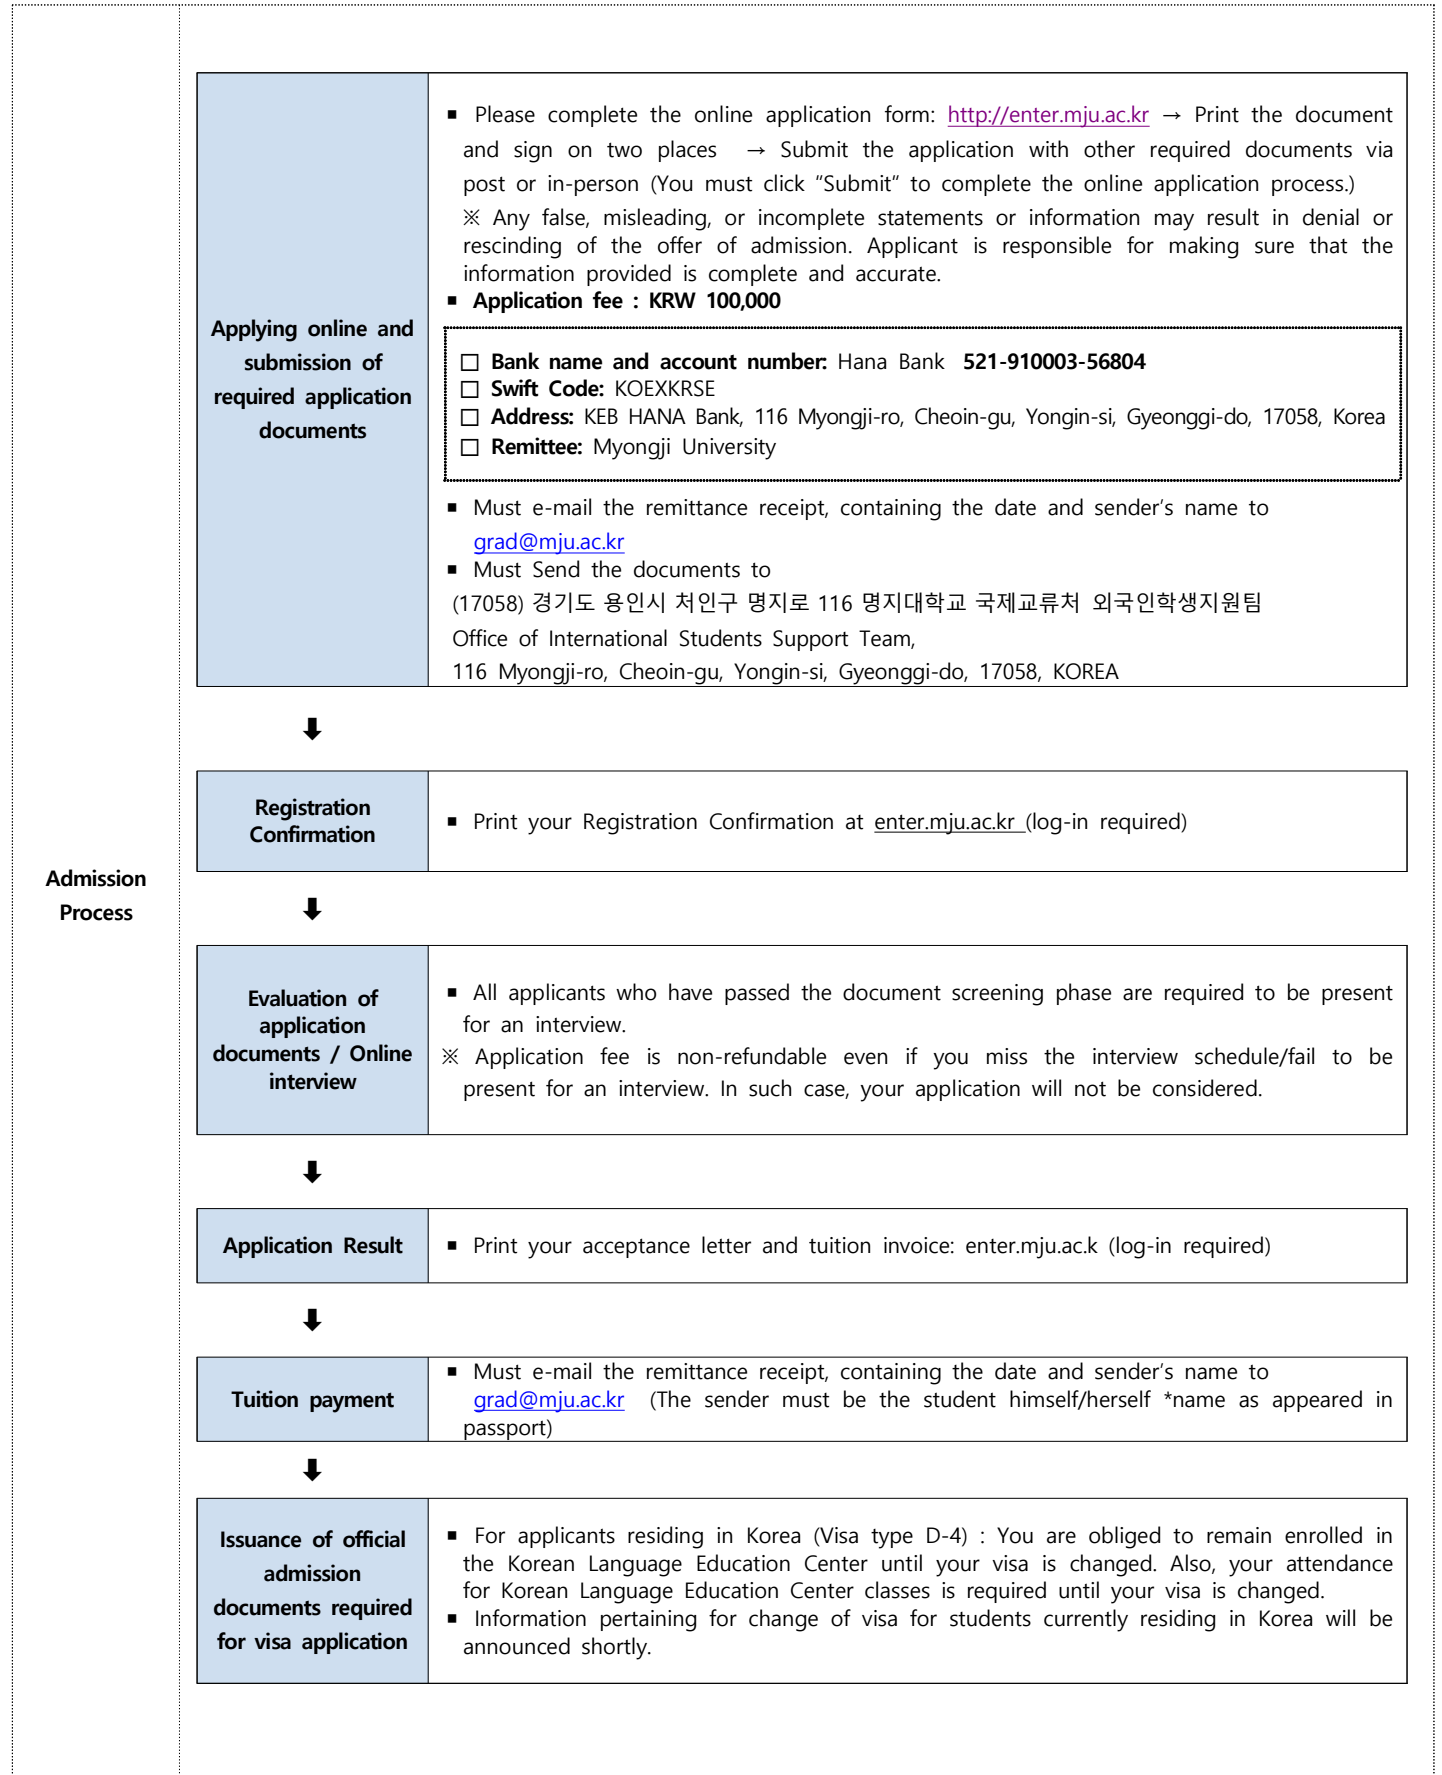 Admission
Process
Applying online and
submission of
required application
documents
▪ Please complete the online application form: http://enter.mju.ac.kr → Print the document
and sign on two places → Submit the application with other required documents via
post or in-person (You must click “Submit“ to complete the online application process.)
※ Any false, misleading, or incomplete statements or information may result in denial or
rescinding of the offer of admission. Applicant is responsible for making sure that the
information provided is complete and accurate.
▪ Application fee : KRW 100,000
□ Bank name and account number: Hana Bank 521-910003-56804
□ Swift Code: KOEXKRSE
□ Address: KEB HANA Bank, 116 Myongji-ro, Cheoin-gu, Yongin-si, Gyeonggi-do, 17058, Korea
□ Remittee: Myongji University
▪ Must e-mail the remittance receipt, containing the date and sender’s name to
grad@mju.ac.kr
▪ Must Send the documents to
(17058) 경기도 용인시 처인구 명지로 116 명지대학교 국제교류처 외국인학생지원팀
Office of International Students Support Team,
116 Myongji-ro, Cheoin-gu, Yongin-si, Gyeonggi-do, 17058, KOREA
⬇
Registration
Confirmation
▪ Print your Registration Confirmation at enter.mju.ac.kr (log-in required)
⬇
Evaluation of
application
documents / Online
interview
▪ All applicants who have passed the document screening phase are required to be present
for an interview.
※ Application fee is non-refundable even if you miss the interview schedule/fail to be
present for an interview. In such case, your application will not be considered.
⬇
Application Result
▪ Print your acceptance letter and tuition invoice: enter.mju.ac.k (log-in required)
⬇
Tuition payment
▪ Must e-mail the remittance receipt, containing the date and sender’s name to
grad@mju.ac.kr (The sender must be the student himself/herself *name as appeared in
passport)
⬇
Issuance of official
admission
documents required
for visa application
▪ For applicants residing in Korea (Visa type D-4) : You are obliged to remain enrolled in
the Korean Language Education Center until your visa is changed. Also, your attendance
for Korean Language Education Center classes is required until your visa is changed.
▪ Information pertaining for change of visa for students currently residing in Korea will be
announced shortly.